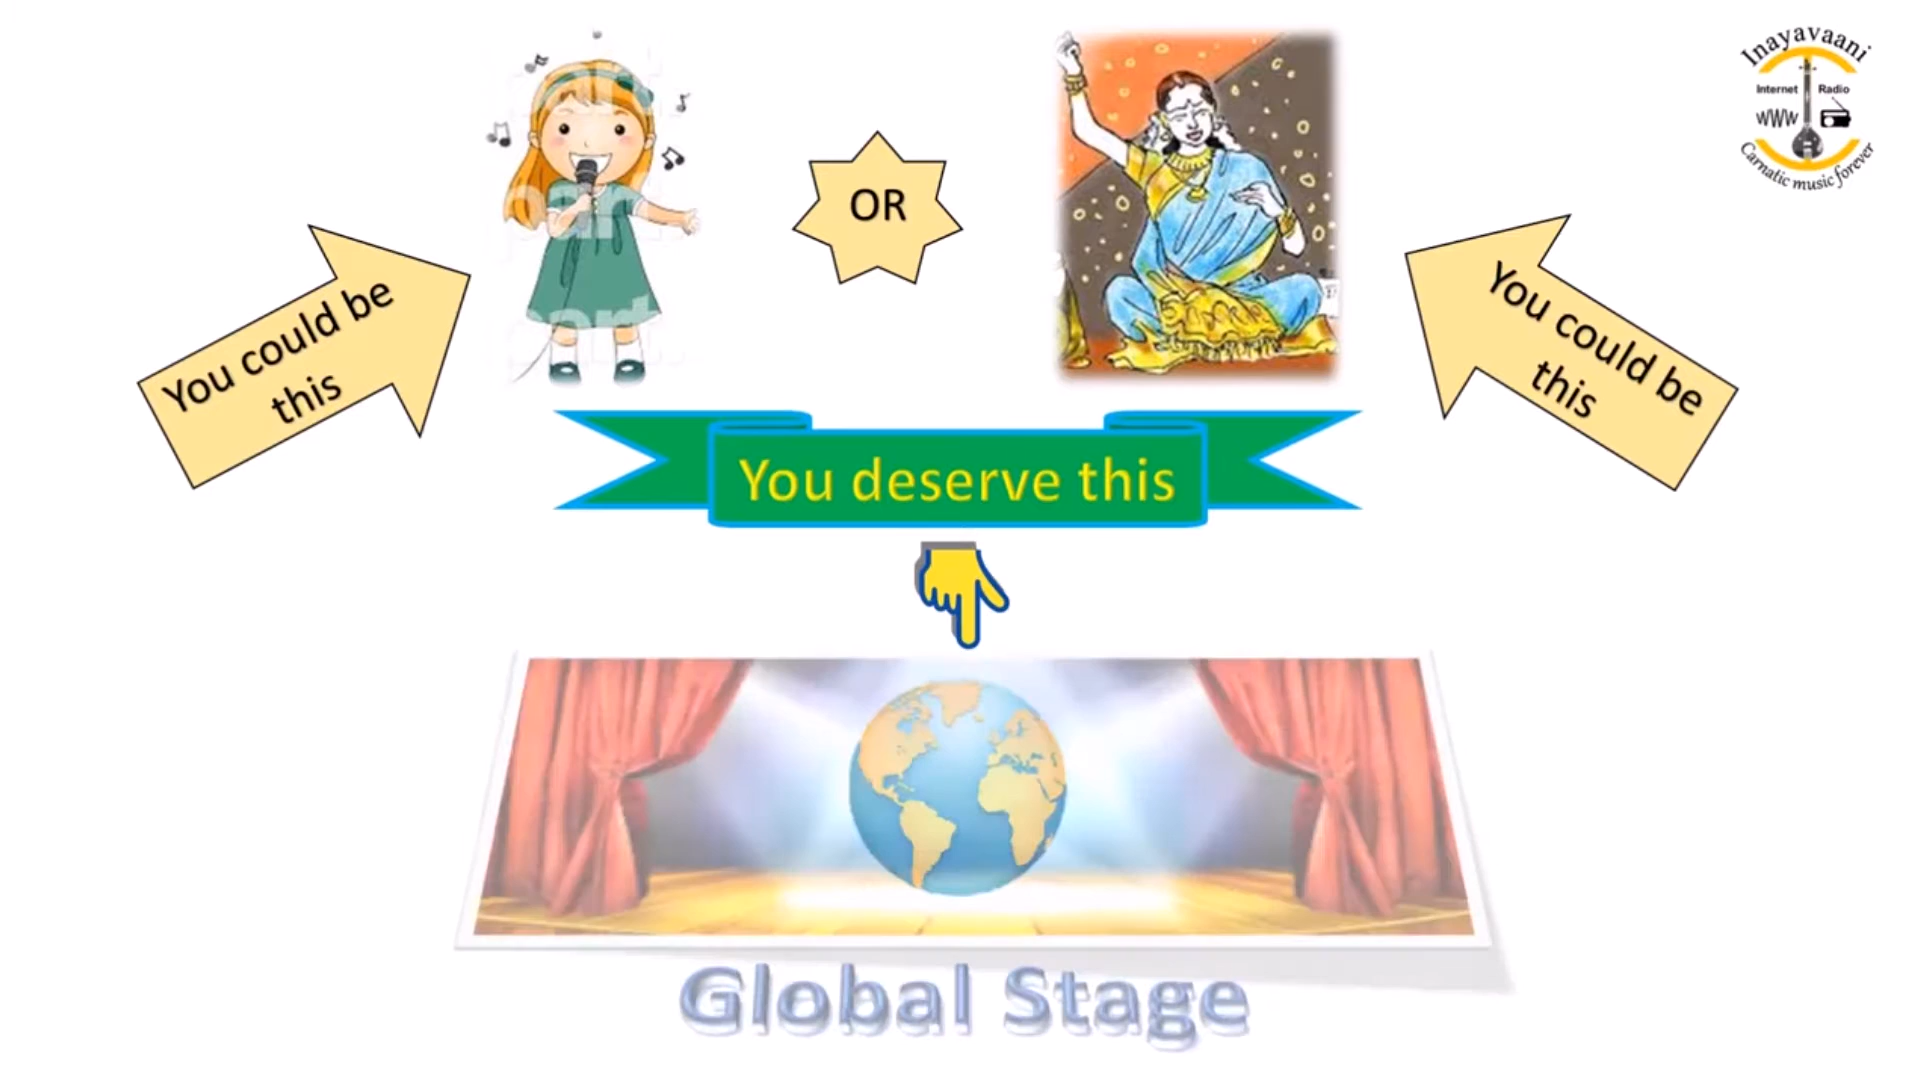 Inayavaani
Internet Radio
WWW
Carnatic music forever
OR
You could be
this
You could be
this
You deserve this
Global Stage